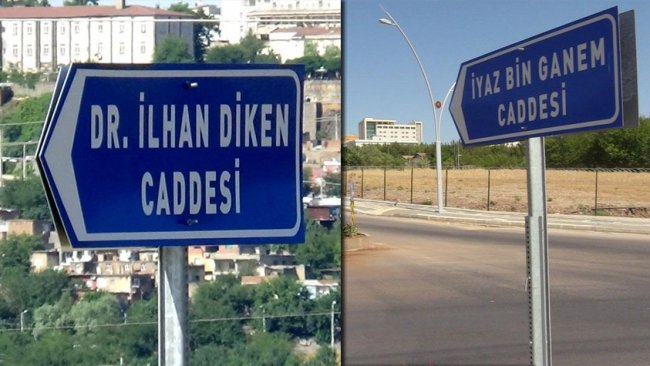 DR. İLHAN DİKEN
CADDESİ
İYAZ BİN GANEM
CADDESİ